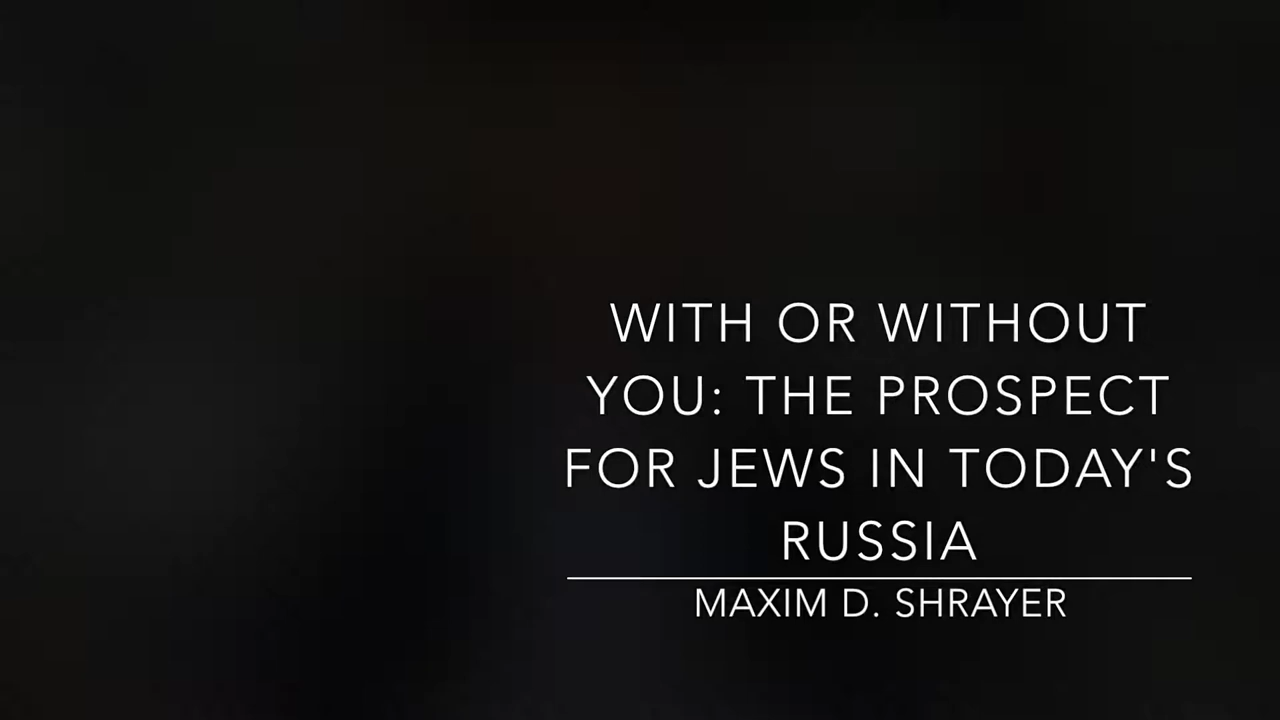 WITH OR WITHOUT
YOU: THE PROSPECT
FOR JEWS IN TODAY'S
RUSSIA
MAXIM D. SHRAYER